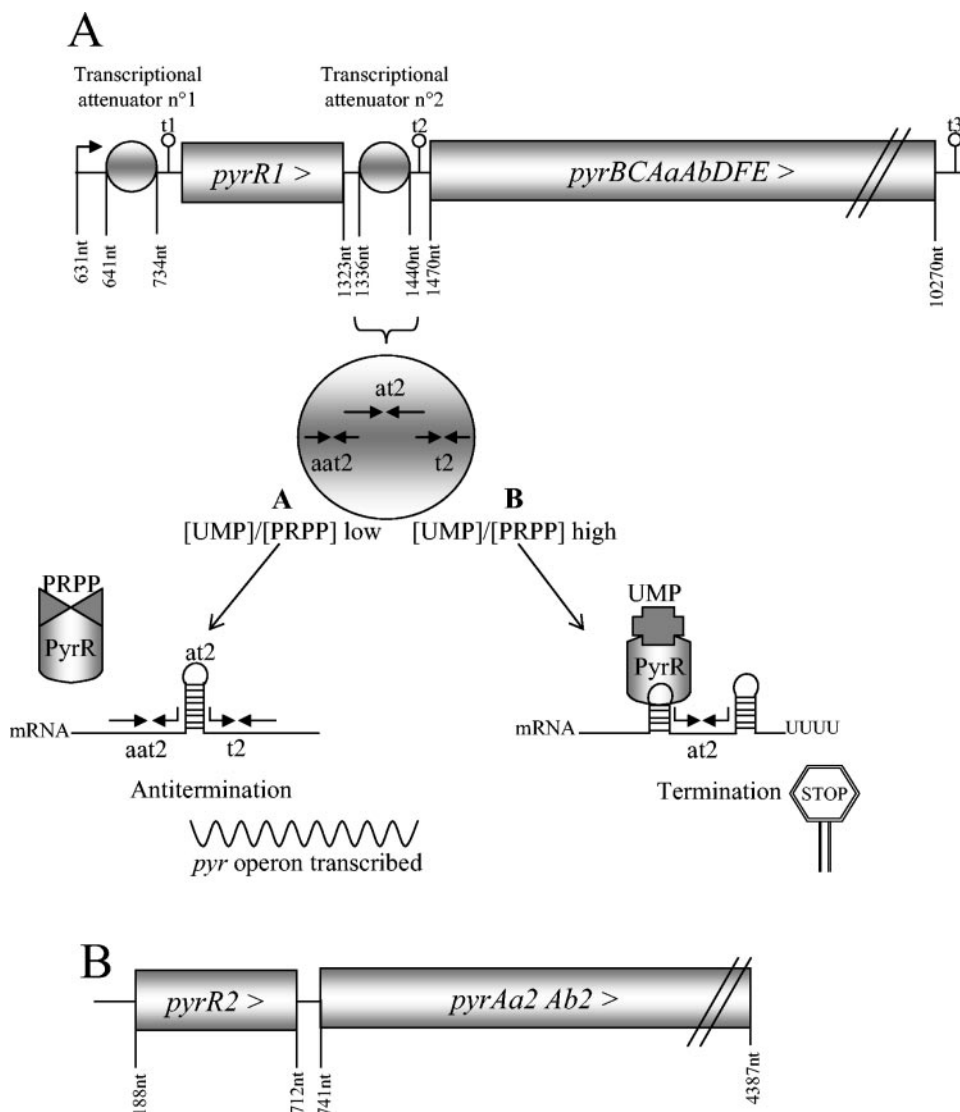 A
Transcriptional
attenuator n°1
Transcriptional
attenuator n°2
t1
t2
t3
pyrR1 >
pyrBCAaAbDFE >
631nt
641nt
734nt
1323nt
1336nt
1440nt
1470nt
10270nt
at2
aat2
t2
A
B
[UMP]/[PRPP] low
[UMP]/[PRPP] high
PRPP
PyrR
at2
mRNA
aat2
t2
Antitermination
pyr operon transcribed
UMP
PyrR
mRNA
at2
UUUU
Termination
STOP
B
pyrR2 >
pyrAa2 Ab2 >
188nt
712nt
741nt
4387nt